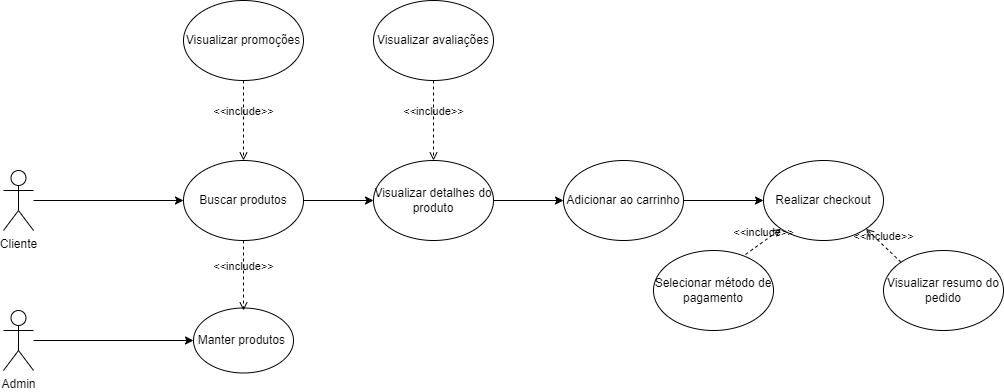 Visualizar promoções
Visualizar avaliações
<<include>>
<<include>>
Cliente
Buscar produtos
Visualizar detalhes do
produto
Adicionar ao carrinho
Realizar checkout
<<include>>
<<include>>
<<include>>
Selecionar método de
pagamento
Visualizar resumo do
pedido
Admin
Manter produtos